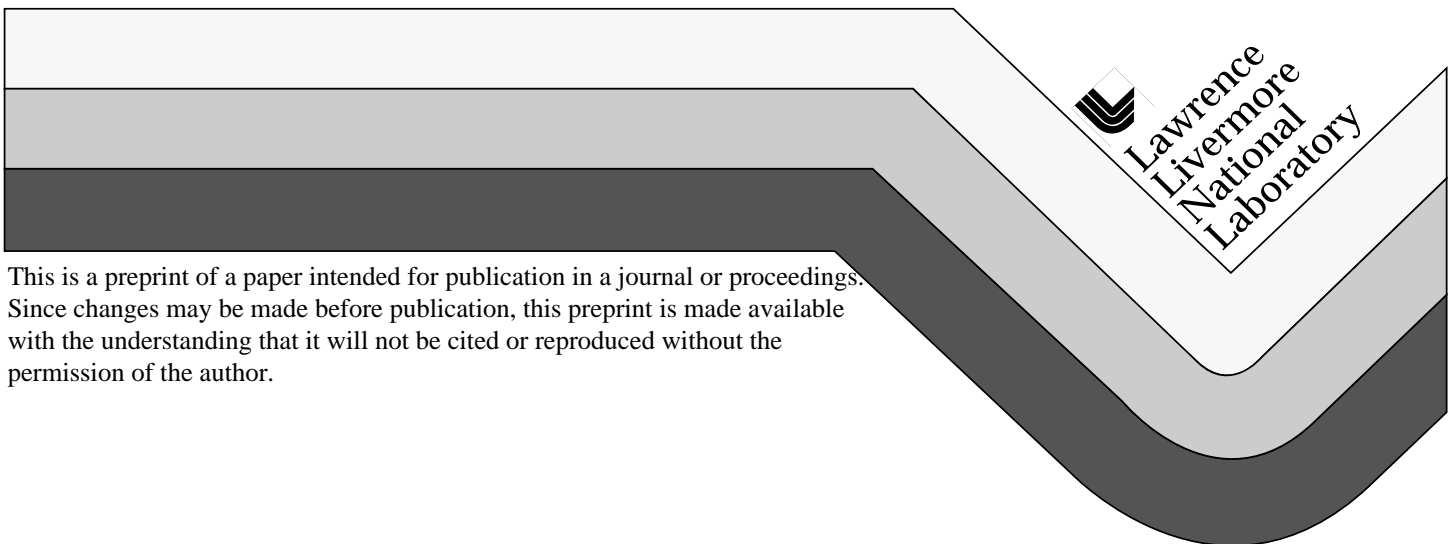 Lawrence
Livermore
National
Laboratory
This is a preprint of a paper intended for publication in a journal or proceedings.
Since changes may be made before publication, this preprint is made available
with the understanding that it will not be cited or reproduced without the
permission of the author.